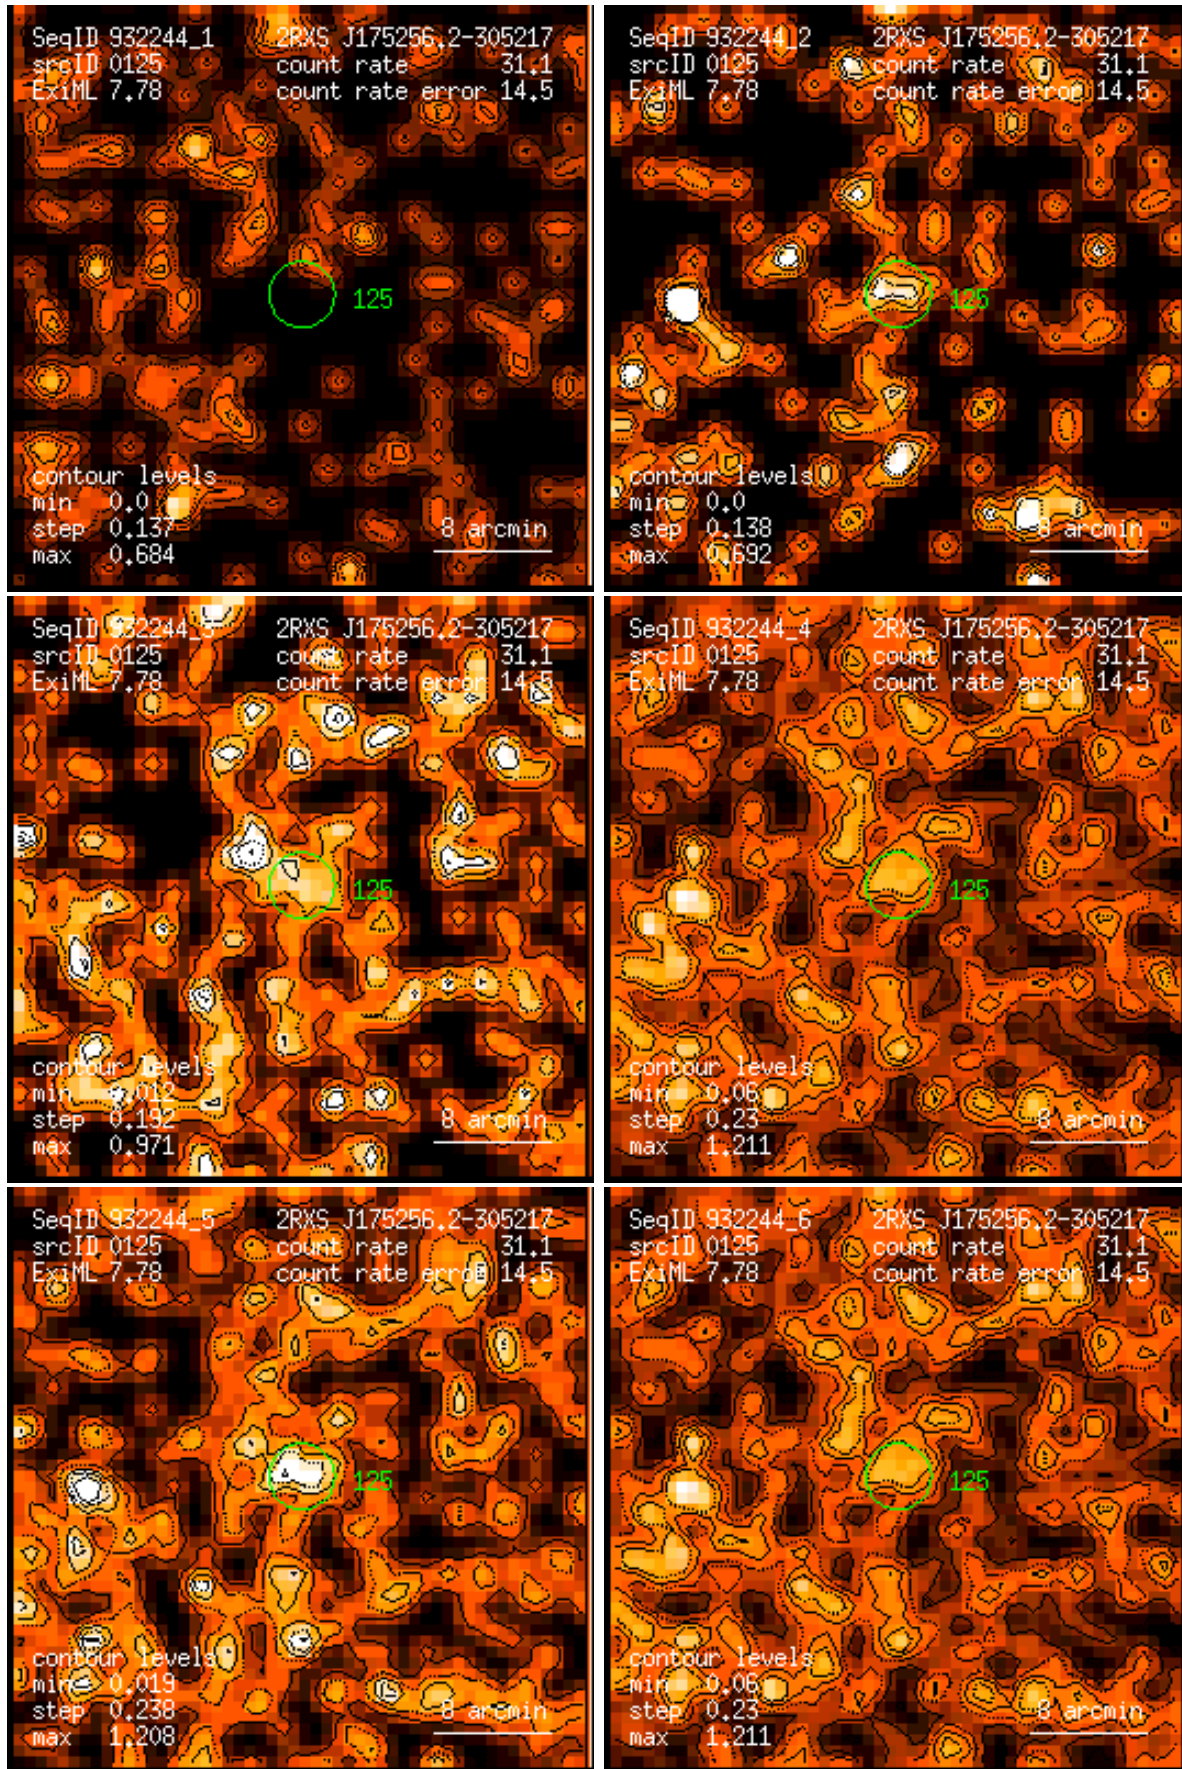 SeqID 932244_1 2RXS J175256.2-305217
srcID 0125 count rate 31.1
ExiML 7.78 count rate error 14.5
125
contour levels
min 0.0
step 0.137 8 arcmin
max 0.684
SeqID 932244_2 2RXS J175256.2-305217
srcID 0125 count rate 31.1
ExiML 7.78 count rate error 14.5
125
contour levels
min 0.0
step 0.138 8 arcmin
max 0.692
SeqID 932244_3 2RXS J175256.2-305217
srcID 0125 count rate 31.1
ExiML 7.78 count rate error 14.5
125
contour levels
min 0.012
step 0.192 8 arcmin
max 0.971
SeqID 932244_4 2RXS J175256.2-305217
srcID 0125 count rate 31.1
ExiML 7.78 count rate error 14.5
125
contour levels
min 0.06
step 0.23 8 arcmin
max 1.211
SeqID 932244_5 2RXS J175256.2-305217
srcID 0125 count rate 31.1
ExiML 7.78 count rate error 14.5
125
contour levels
min 0.019
step 0.238 8 arcmin
max 1.208
SeqID 932244_6 2RXS J175256.2-305217
srcID 0125 count rate 31.1
ExiML 7.78 count rate error 14.5
125
contour levels
min 0.06
step 0.23 8 arcmin
max 1.211